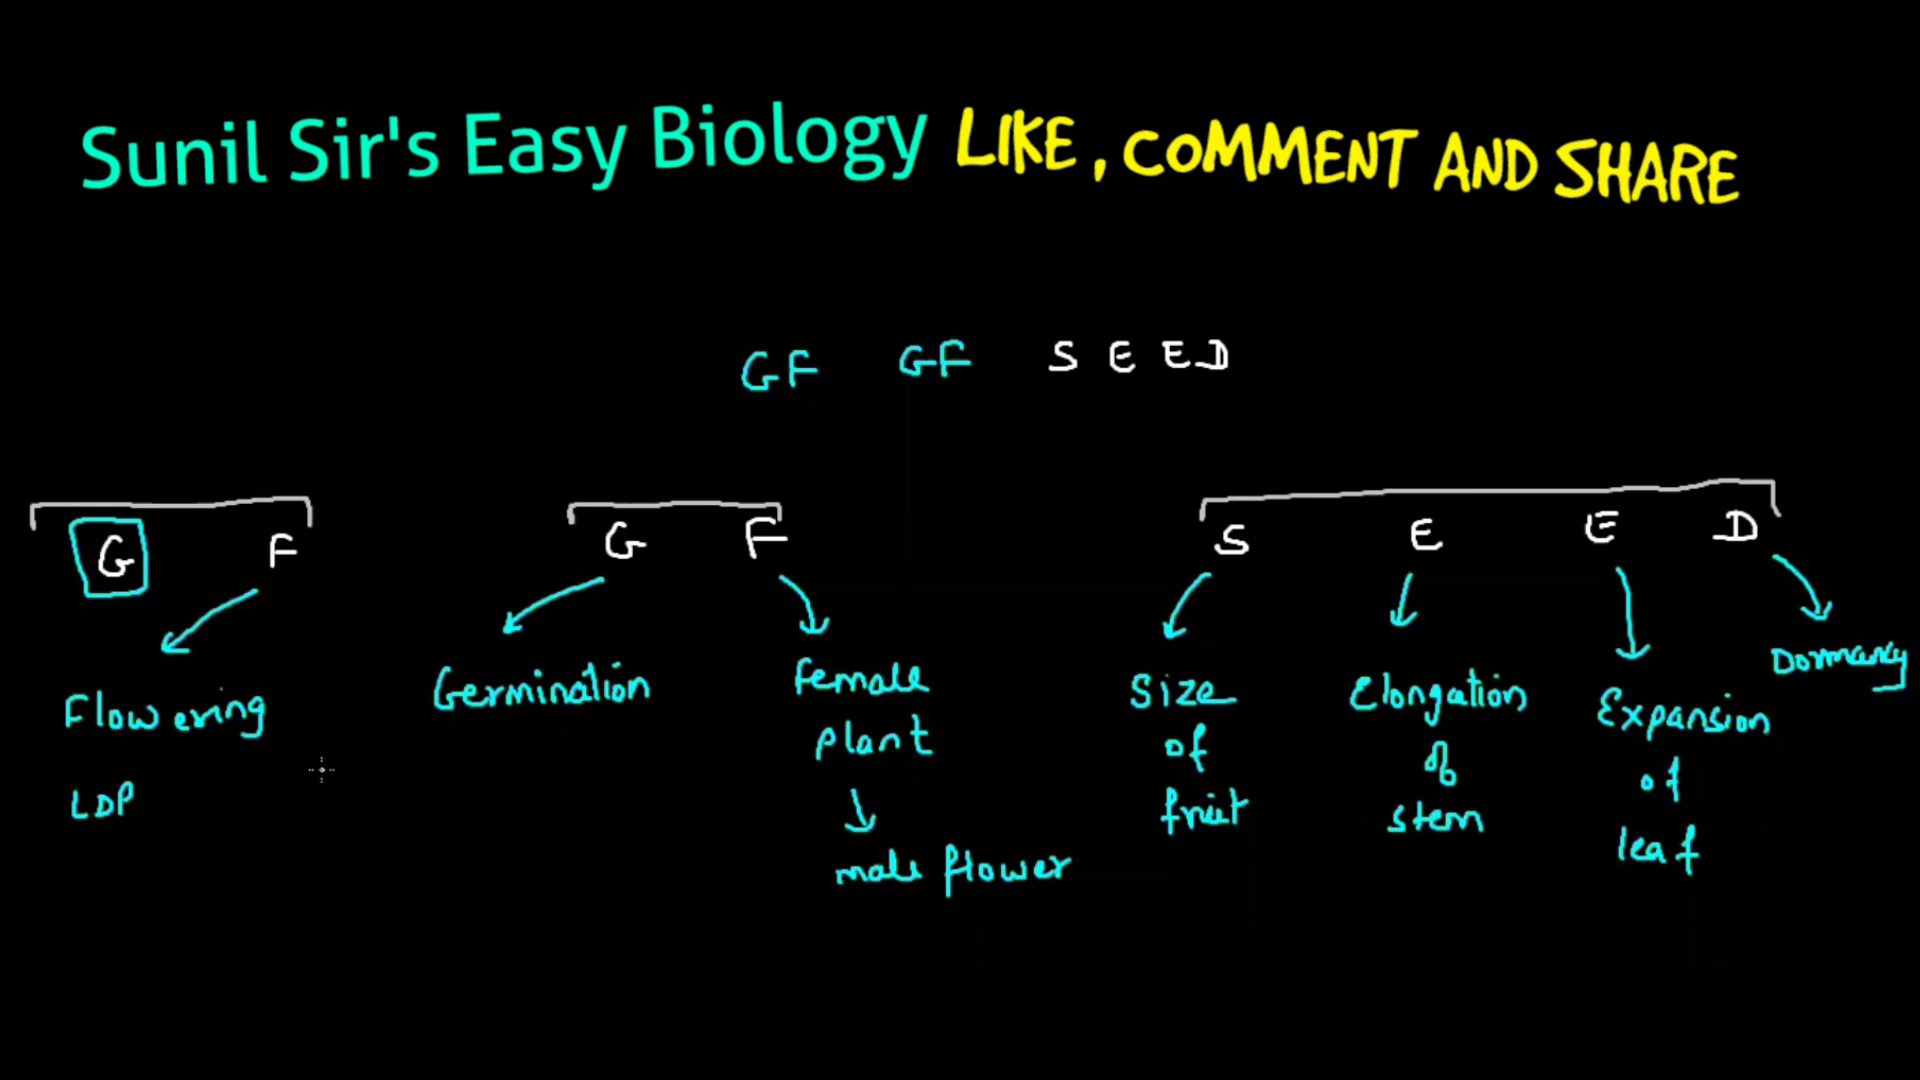 Sunil Sir's Easy Biology LIKE, COMMENT AND SHARE
GF GF SEED
G F G F S E E D
Flowering
LDP
Germination
Female
plant
male flower
Size
of
fruit
Elongation
of
stem
Expansion
of
leaf
Dormancy